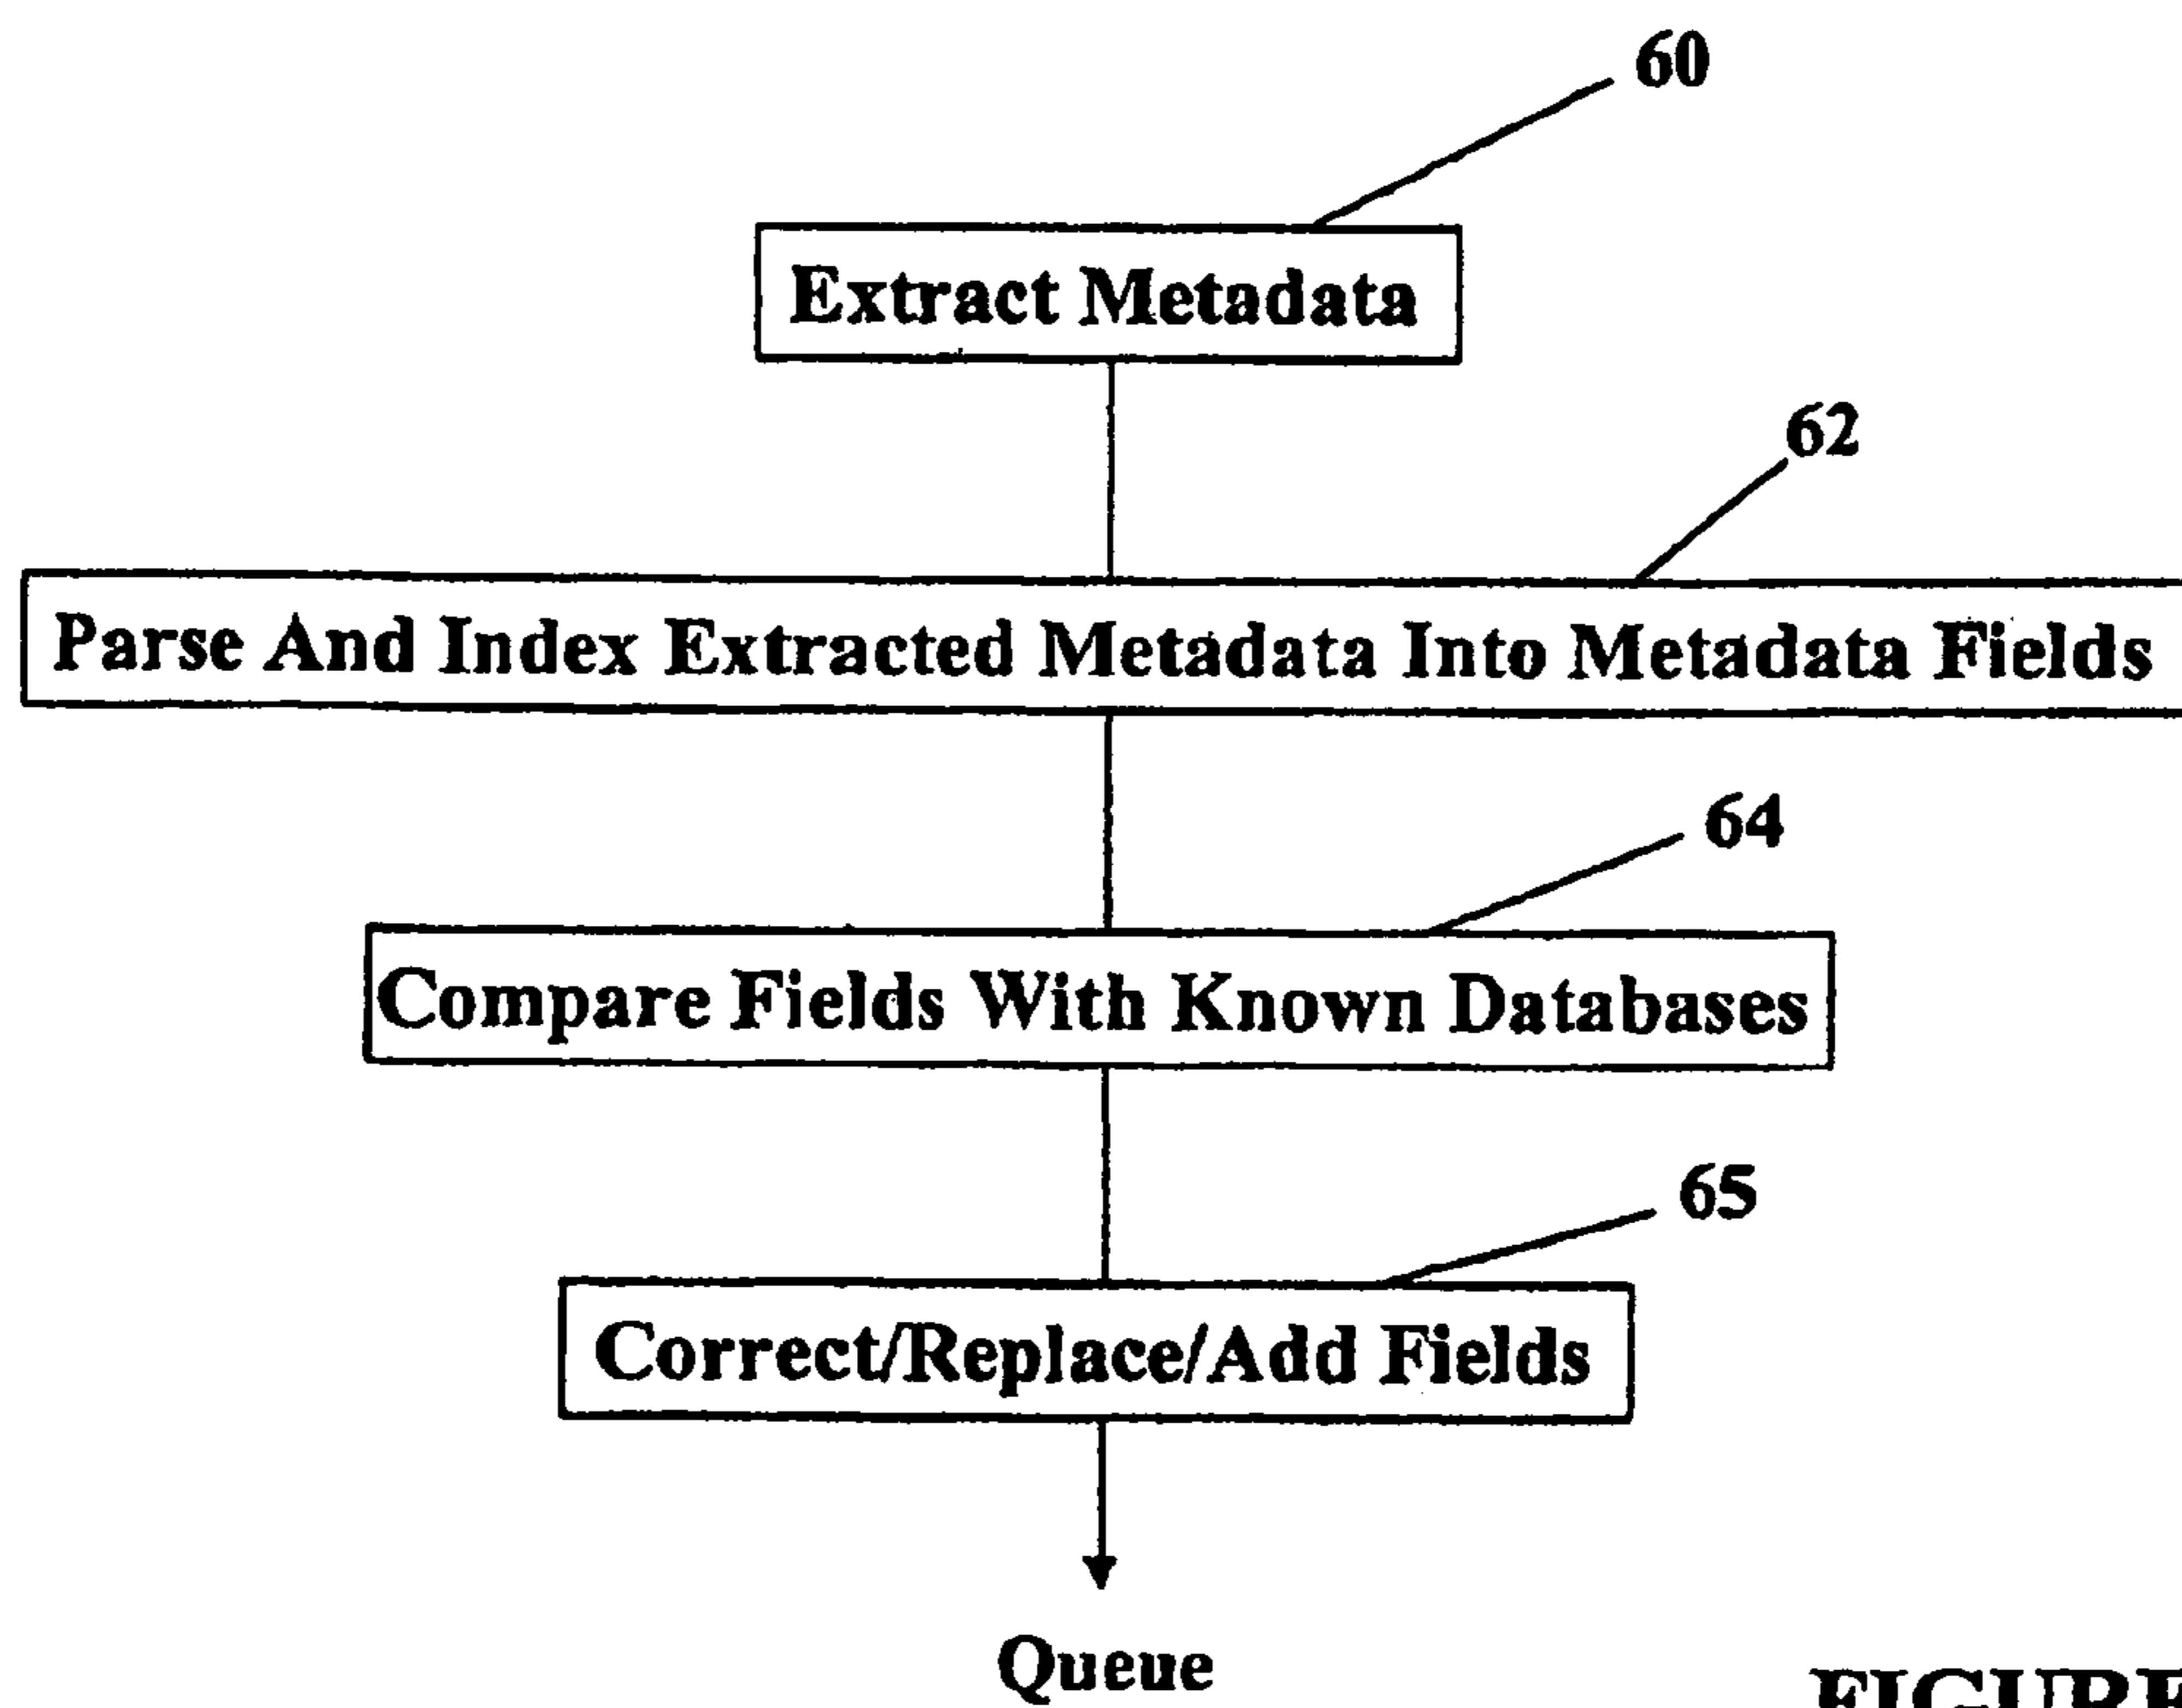 60
Extract Metadata
62
Parse And Index Extracted Metadata Into Metadata Fields
64
Compare Fields With Known Databases
65
Correct/Replace/Add Fields
Queue
FIGURE